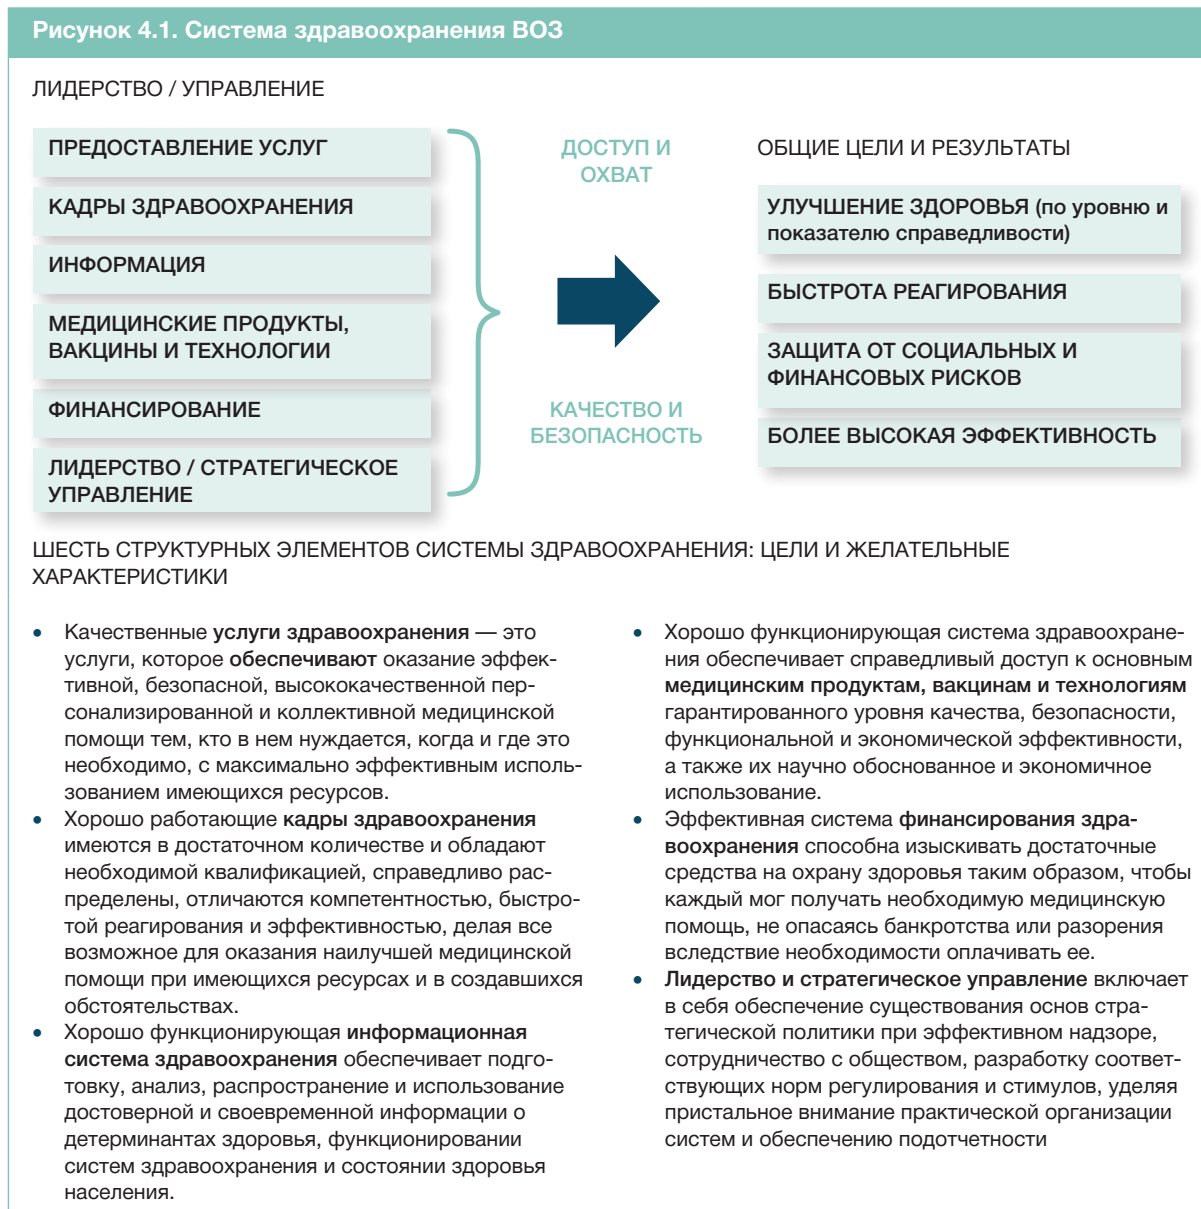 Рисунок 4.1. Система здравоохранения ВОЗ
ЛИДЕРСТВО / УПРАВЛЕНИЕ
ПРЕДОСТАВЛЕНИЕ УСЛУГ
КАДРЫ ЗДРАВООХРАНЕНИЯ
ИНФОРМАЦИЯ
МЕДИЦИНСКИЕ ПРОДУКТЫ,
ВАКЦИНЫ И ТЕХНОЛОГИИ
ФИНАНСИРОВАНИЕ
ЛИДЕРСТВО / СТРАТЕГИЧЕСКОЕ
УПРАВЛЕНИЕ
ДОСТУП И
ОХВАТ
КАЧЕСТВО И
БЕЗОПАСНОСТЬ
ОБЩИЕ ЦЕЛИ И РЕЗУЛЬТАТЫ
УЛУЧШЕНИЕ ЗДОРОВЬЯ (по уровню и
показателю справедливости)
БЫСТРОТА РЕАГИРОВАНИЯ
ЗАЩИТА ОТ СОЦИАЛЬНЫХ И
ФИНАНСОВЫХ РИСКОВ
БОЛЕЕ ВЫСОКАЯ ЭФФЕКТИВНОСТЬ
ШЕСТЬ СТРУКТУРНЫХ ЭЛЕМЕНТОВ СИСТЕМЫ ЗДРАВООХРАНЕНИЯ: ЦЕЛИ И ЖЕЛАТЕЛЬНЫЕ
ХАРАКТЕРИСТИКИ
• Качественные услуги здравоохранения — это
услуги, которое обеспечивают оказание эффек-
тивной, безопасной, высококачественной пер-
сонализированной и коллективной медицинской
помощи тем, кто в нем нуждается, когда и где это
необходимо, с максимально эффективным исполь-
зованием имеющихся ресурсов.
• Хорошо работающие кадры здравоохранения
имеются в достаточном количестве и обладают
необходимой квалификацией, справедливо рас-
пределены, отличаются компетентностью, быстро-
той реагирования и эффективностью, делая все
возможное для оказания наилучшей медицинской
помощи при имеющихся ресурсах и в создавшихся
обстоятельствах.
• Хорошо функционирующая информационная
система здравоохранения обеспечивает подго-
товку, анализ, распространение и использование
достоверной и своевременной информации о
детерминантах здоровья, функционировании
систем здравоохранения и состоянии здоровья
населения.
• Хорошо функционирующая система здравоохране-
ния обеспечивает справедливый доступ к основным
медицинским продуктам, вакцинам и технологиям
гарантированного уровня качества, безопасности,
функциональной и экономической эффективности,
а также их научно обоснованное и экономичное
использование.
• Эффективная система финансирования здра-
воохранения способна изыскивать достаточные
средства на охрану здоровья таким образом, чтобы
каждый мог получать необходимую медицинскую
помощь, не опасаясь банкротства или разорения
вследствие необходимости оплачивать ее.
• Лидерство и стратегическое управление включает
в себя обеспечение существования основ стра-
тегической политики при эффективном надзоре,
сотрудничество с обществом, разработку соответ-
ствующих норм регулирования и стимулов, уделяя
пристальное внимание практической организации
систем и обеспечению подотчетности